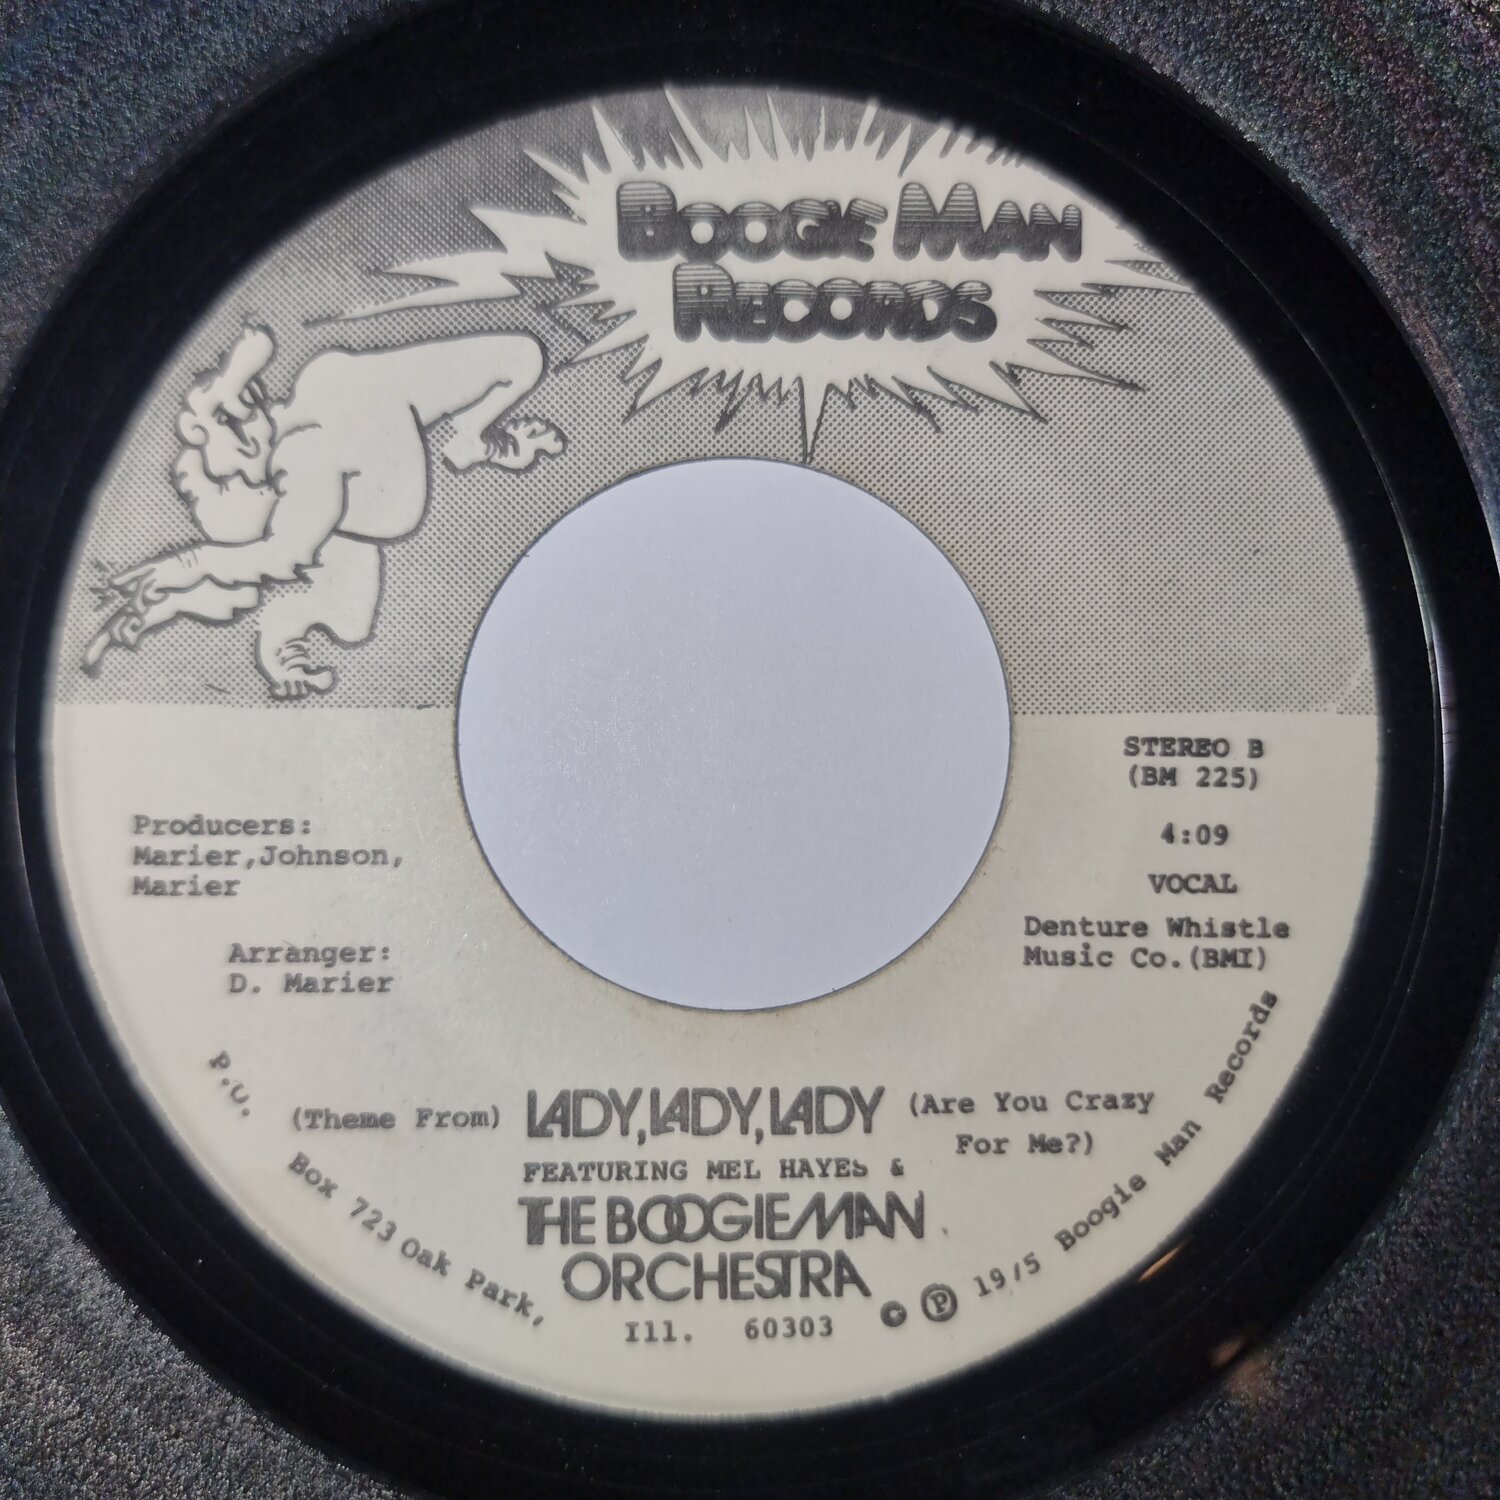 BOOGIE MAN
RECORDS
STEREO B
(BM 225)
4:09
VOCAL
Denture Whistle
Music Co.(BMI)
Producers:
Marier,Johnson,
Marier
Arranger:
D. Marier
(Theme From) LADY,LADY,LADY (Are You Crazy
For Me?)
FEATURING MEL HAYES &
THE BOOGIEMAN
ORCHESTRA
P.O. Box 723 Oak Park, Ill. 60303
© ℗ 19/5 Boogie Man Records